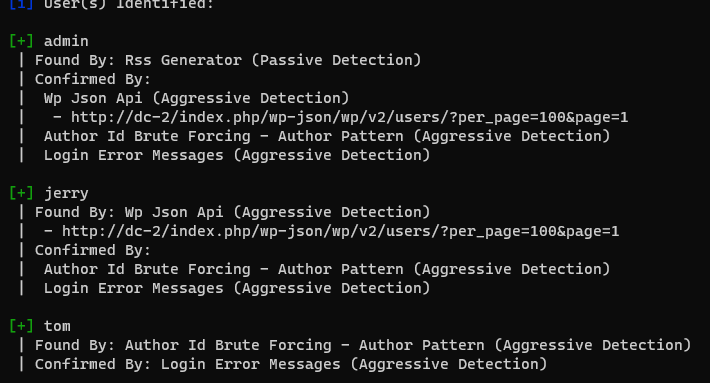 [i] User(s) Identified:
[+] admin
| Found By: Rss Generator (Passive Detection)
| Confirmed By:
|  Wp Json Api (Aggressive Detection)
|   - http://dc-2/index.php/wp-json/wp/v2/users/?per_page=100&page=1
|  Author Id Brute Forcing - Author Pattern (Aggressive Detection)
|  Login Error Messages (Aggressive Detection)
[+] jerry
| Found By: Wp Json Api (Aggressive Detection)
|  - http://dc-2/index.php/wp-json/wp/v2/users/?per_page=100&page=1
| Confirmed By:
|  Author Id Brute Forcing - Author Pattern (Aggressive Detection)
|  Login Error Messages (Aggressive Detection)
[+] tom
| Found By: Author Id Brute Forcing - Author Pattern (Aggressive Detection)
| Confirmed By: Login Error Messages (Aggressive Detection)